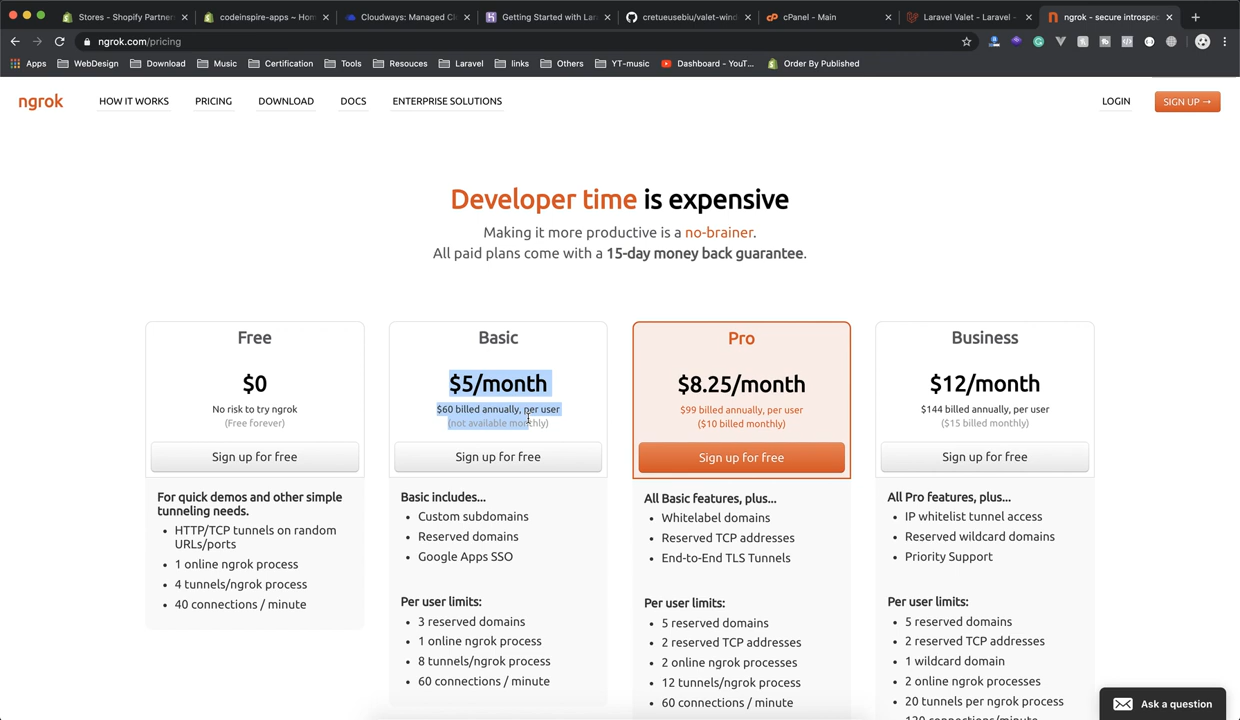 Stores - Shopify Partner
codeinspire-apps ~ Hom
Cloudways: Managed Cl
Getting Started with Lar
cretueusebiu/valet-wind
cPanel - Main
Laravel Valet - Laravel -
ngrok - secure introspec
ngrok.com/pricing
Apps
WebDesign
Download
Music
Certification
Tools
Resouces
Laravel
links
Others
YT-music
Dashboard - YouT...
Order By Published
ngrok
HOW IT WORKS
PRICING
DOWNLOAD
DOCS
ENTERPRISE SOLUTIONS
LOGIN
SIGN UP →
Developer time is expensive
Making it more productive is a no-brainer.
All paid plans come with a 15-day money back guarantee.
Free
$0
No risk to try ngrok
(Free forever)
Sign up for free
For quick demos and other simple
tunneling needs.
• HTTP/TCP tunnels on random
URLs/ports
• 1 online ngrok process
• 4 tunnels/ngrok process
• 40 connections / minute
Basic
$5/month
$60 billed annually, per user
(not available monthly)
Sign up for free
Basic includes...
• Custom subdomains
• Reserved domains
• Google Apps SSO
Per user limits:
• 3 reserved domains
• 1 online ngrok process
• 8 tunnels/ngrok process
• 60 connections / minute
Pro
$8.25/month
$99 billed annually, per user
($10 billed monthly)
Sign up for free
All Basic features, plus...
• Whitelabel domains
• Reserved TCP addresses
• End-to-End TLS Tunnels
Per user limits:
• 5 reserved domains
• 2 reserved TCP addresses
• 2 online ngrok processes
• 12 tunnels/ngrok process
• 60 connections / minute
Business
$12/month
$144 billed annually, per user
($15 billed monthly)
Sign up for free
All Pro features, plus...
• IP whitelist tunnel access
• Reserved wildcard domains
• Priority Support
Per user limits:
• 5 reserved domains
• 2 reserved TCP addresses
• 1 wildcard domain
• 2 online ngrok processes
• 20 tunnels per ngrok process
• 120 connections/minute
Ask a question